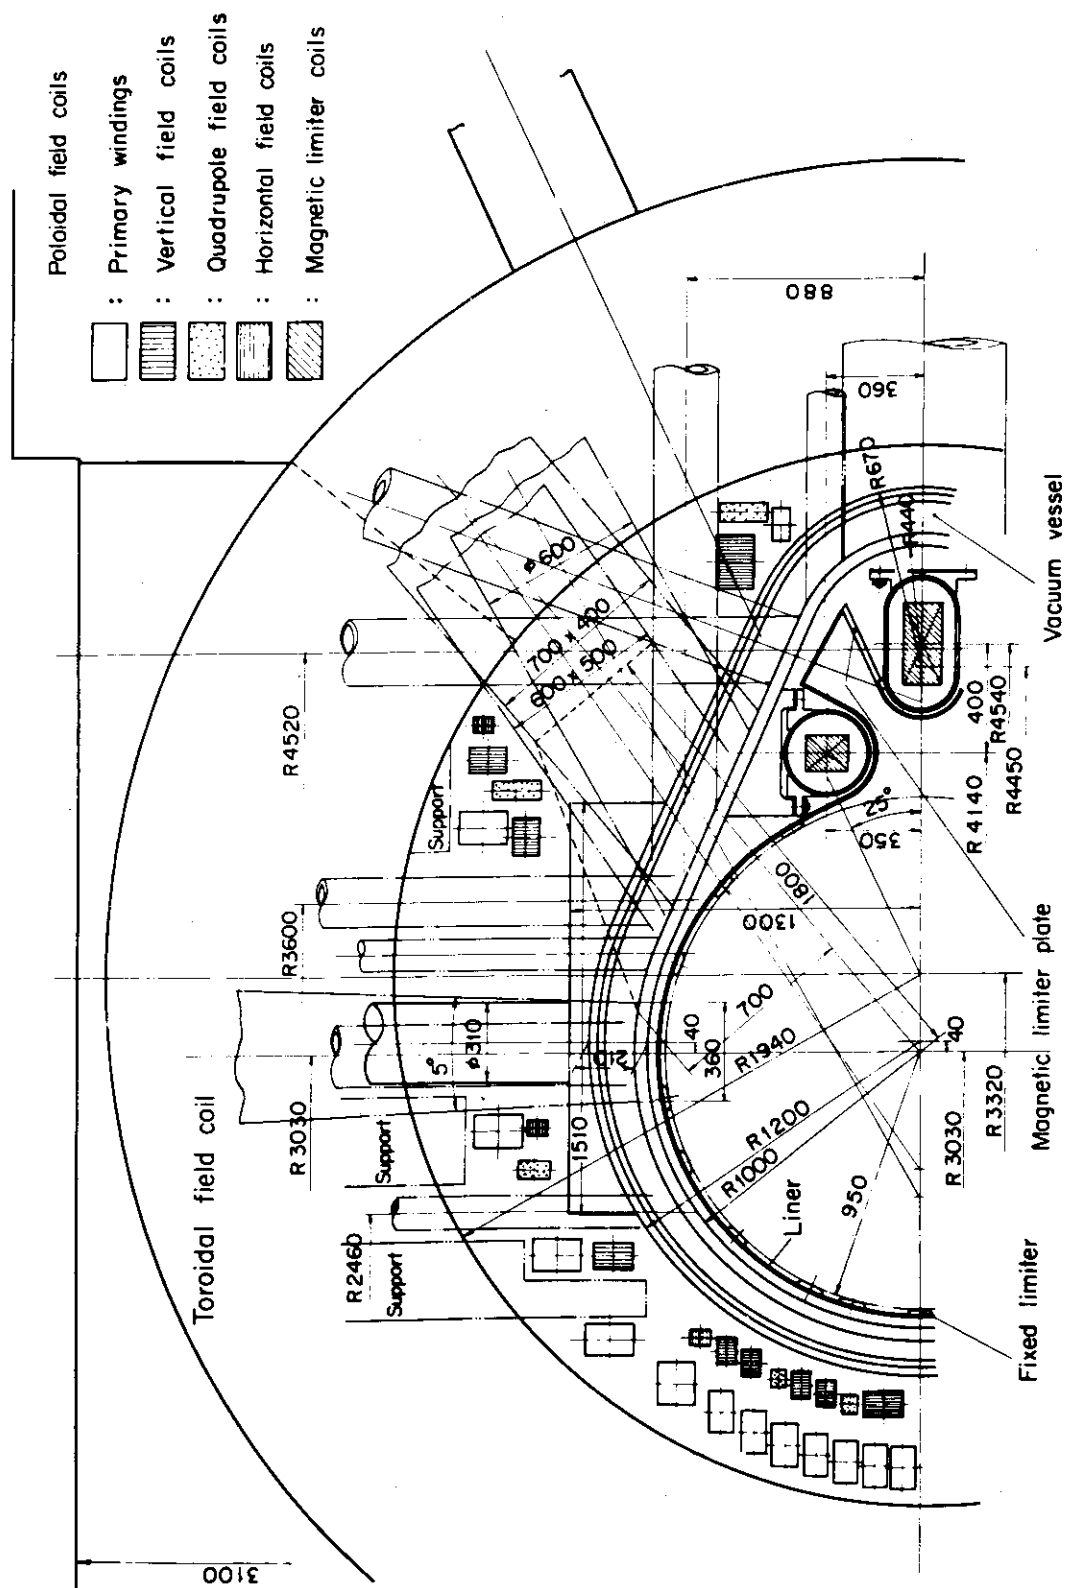 Poloidal field coils
: Primary windings
: Vertical field coils
: Quadrupole field coils
: Horizontal field coils
: Magnetic limiter coils
3100
Toroidal field coil
R2460
R3030
R3600
R4520
Support
Support
Support
5°
ø310
1510
210
40
360
700
1300
1800
R1940
R1200
R1000
950
Liner
Fixed limiter
ø600
700 x 400
600 x 500
880
360
R670
R440
350
25°
400
R4140
R4540
R4450
40
R3030
R3320
Magnetic limiter plate
Vacuum vessel